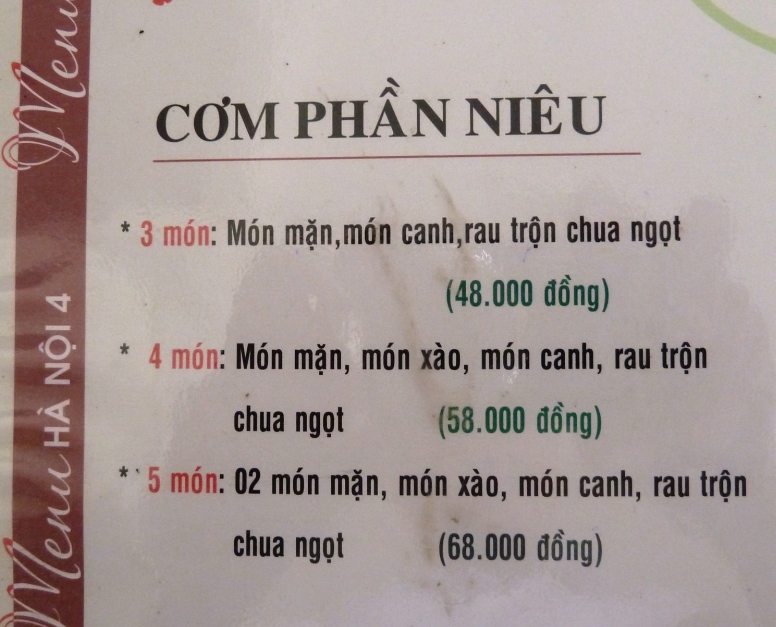 CƠM PHẦN NIÊU
* 3 món: Món mặn,món canh,rau trộn chua ngọt
(48.000 đồng)
* 4 món: Món mặn, món xào, món canh, rau trộn
chua ngọt (58.000 đồng)
* 5 món: 02 món mặn, món xào, món canh, rau trộn
chua ngọt (68.000 đồng)
Menu HÀ NỘI 4
Menu